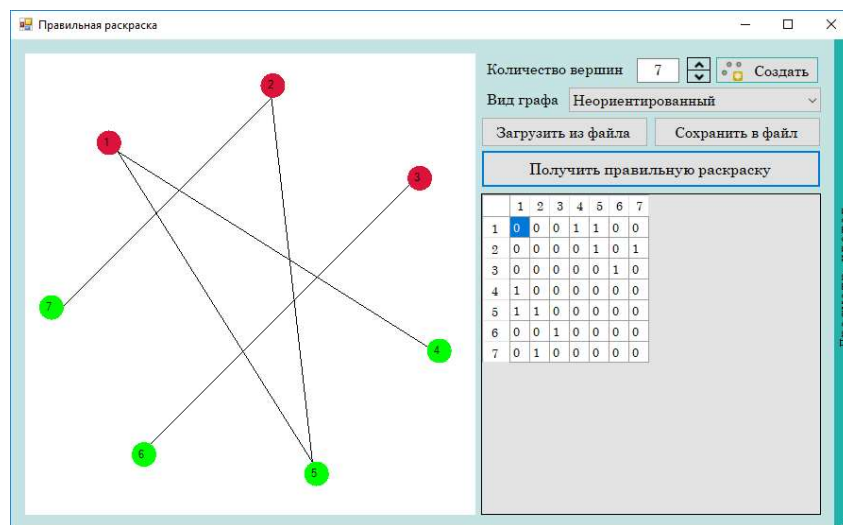 Правильная раскраска
Количество вершин 7 Создать
Вид графа Неориентированный
Загрузить из файла Сохранить в файл
Получить правильную раскраску
1 2 3 4 5 6 7
1 0 0 0 1 1 0 0
2 0 0 0 0 1 0 1
3 0 0 0 0 0 1 0
4 1 0 0 0 0 0 0
5 1 1 0 0 0 0 0
6 0 0 1 0 0 0 0
7 0 1 0 0 0 0 0
2
1
3
7
4
6
5